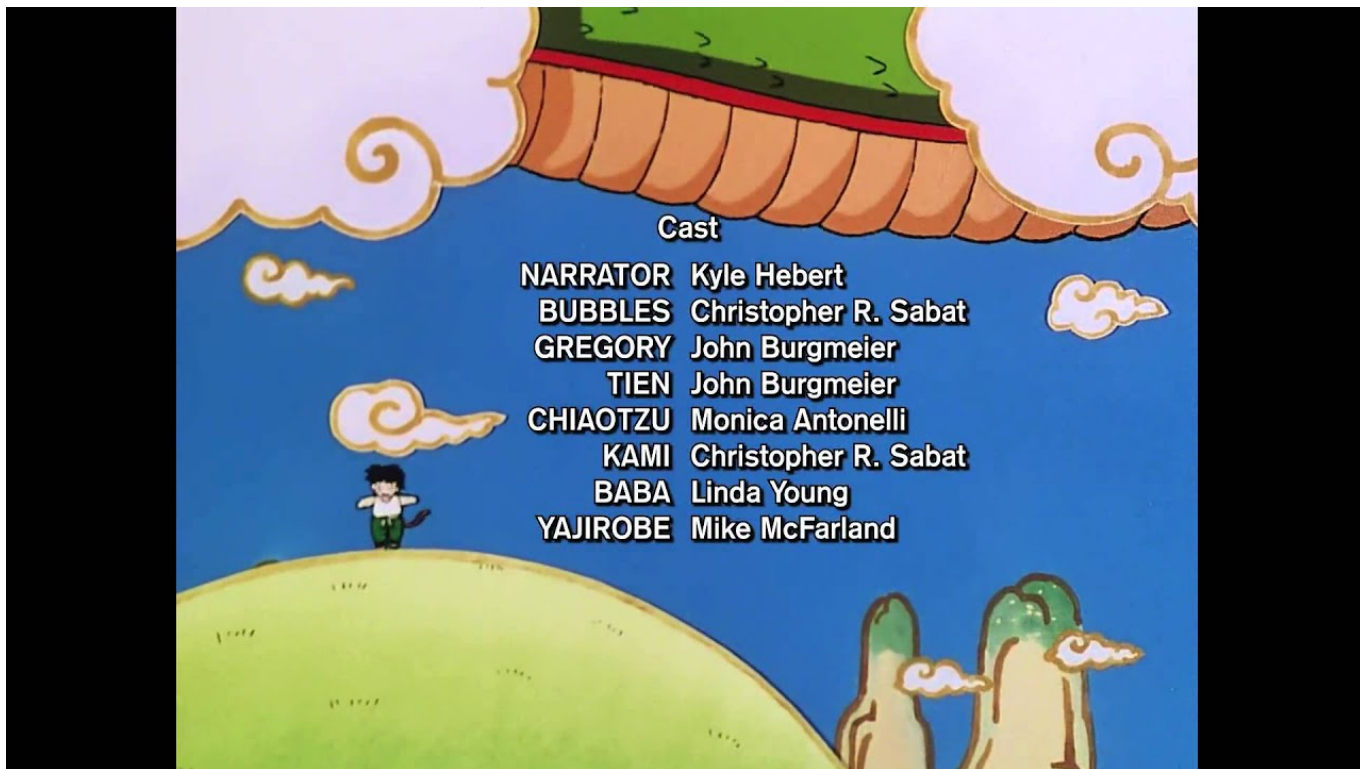 Cast
NARRATOR Kyle Hebert
BUBBLES Christopher R. Sabat
GREGORY John Burgmeier
TIEN John Burgmeier
CHIAOTZU Monica Antonelli
KAMI Christopher R. Sabat
BABA Linda Young
YAJIROBE Mike McFarland